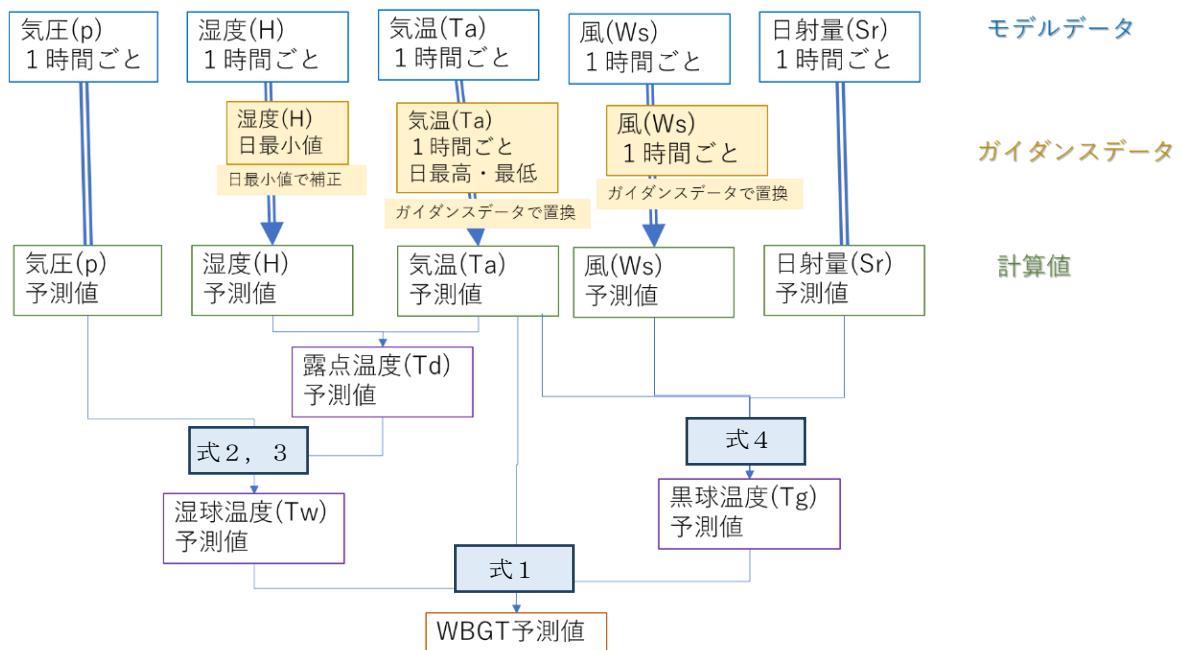 気圧(p)
１時間ごと
湿度(H)
１時間ごと
気温(Ta)
１時間ごと
風(Ws)
１時間ごと
日射量(Sr)
１時間ごと
モデルデータ
湿度(H)
日最小値
日最小値で補正
気温(Ta)
１時間ごと
日最高・最低
ガイダンスデータで置換
風(Ws)
１時間ごと
ガイダンスデータで置換
ガイダンスデータ
気圧(p)
予測値
湿度(H)
予測値
気温(Ta)
予測値
風(Ws)
予測値
日射量(Sr)
予測値
計算値
露点温度(Td)
予測値
式２，３
式４
湿球温度(Tw)
予測値
黒球温度(Tg)
予測値
式１
WBGT予測値